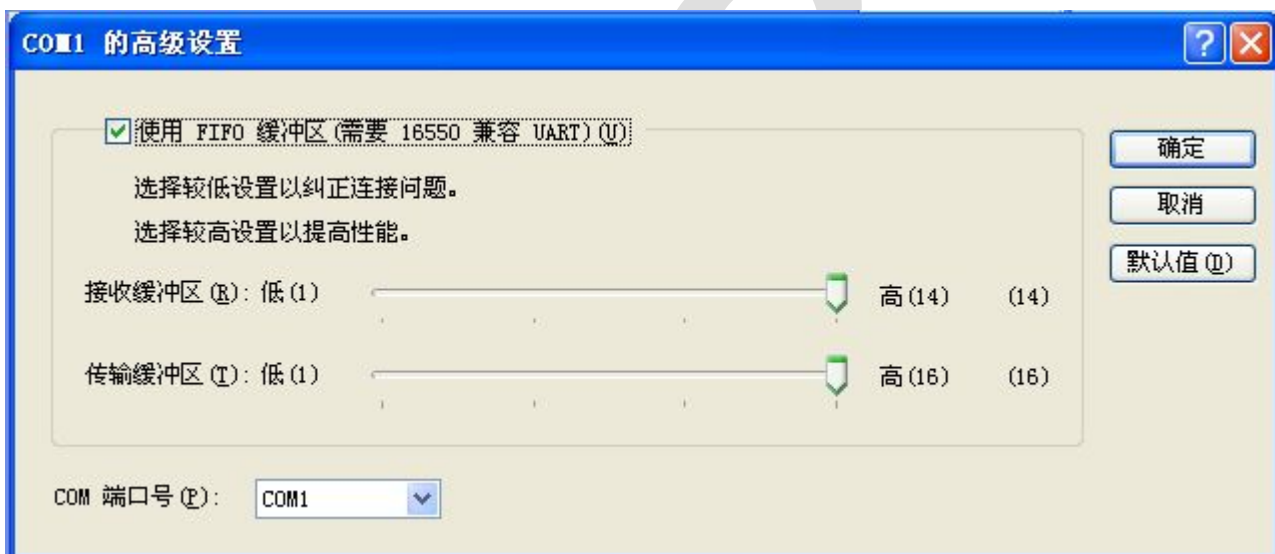 COM1 的高级设置
使用 FIFO 缓冲区(需要 16550 兼容 UART)(U)
选择较低设置以纠正连接问题。
选择较高设置以提高性能。
接收缓冲区(R): 低(1) 高(14) (14)
传输缓冲区(T): 低(1) 高(16) (16)
COM 端口号(P): COM1
确定
取消
默认值(D)